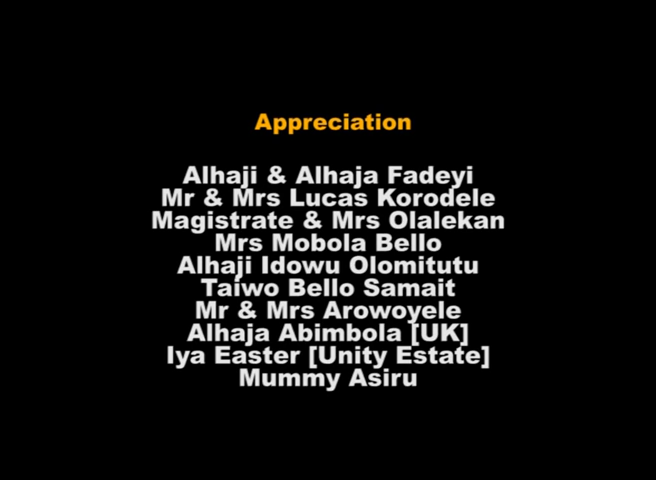 Appreciation
Alhaji & Alhaja Fadeyi
Mr & Mrs Lucas Korodele
Magistrate & Mrs Olalekan
Mrs Mobola Bello
Alhaji Idowu Olomitutu
Taiwo Bello Samait
Mr & Mrs Arowoyele
Alhaja Abimbola [UK]
Iya Easter [Unity Estate]
Mummy Asiru